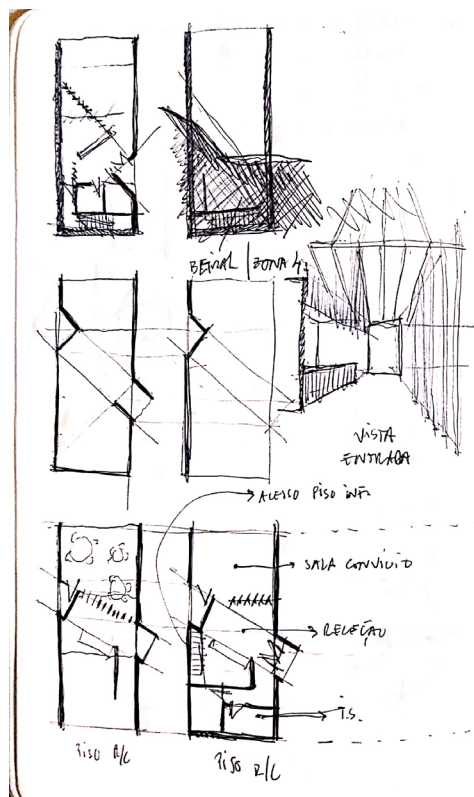 BEIRAL / ZONA 4
VISTA
ENTRADA
ACESSO PISO INF.
SALA CONVÍVIO
RECEÇÃO
I.S.
PISO R/C
PISO R/C